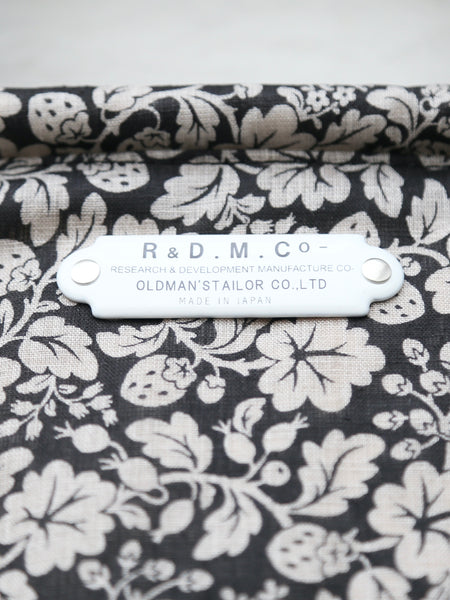 R & D . M . Co -
RESEARCH & DEVELOPMENT MANUFACTURE CO-
OLDMAN'STAILOR CO.,LTD
MADE IN JAPAN